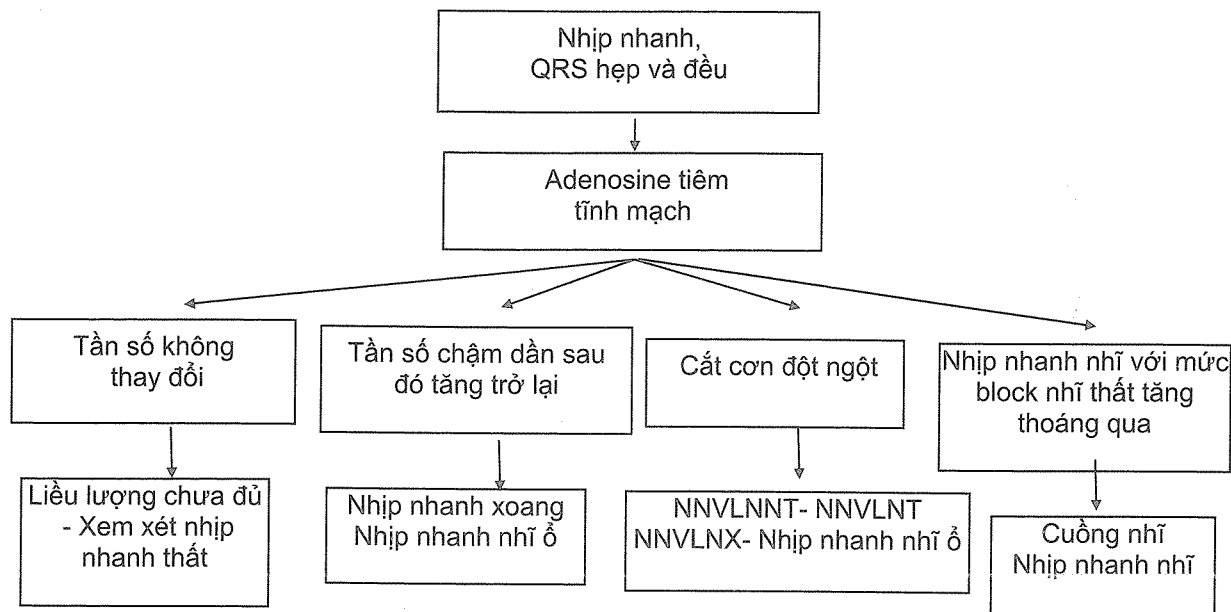 Nhịp nhanh,
QRS hẹp và đều
Adenosine tiêm
tĩnh mạch
Tần số không
thay đổi
Tần số chậm dần sau
đó tăng trở lại
Cắt cơn đột ngột
Nhịp nhanh nhĩ với mức
block nhĩ thất tăng
thoáng qua
Liều lượng chưa đủ
- Xem xét nhịp
nhanh thất
Nhịp nhanh xoang
Nhịp nhanh nhĩ ổ
NNVLNNT- NNVLNT
NNVLNX- Nhịp nhanh nhĩ ổ
Cuồng nhĩ
Nhịp nhanh nhĩ